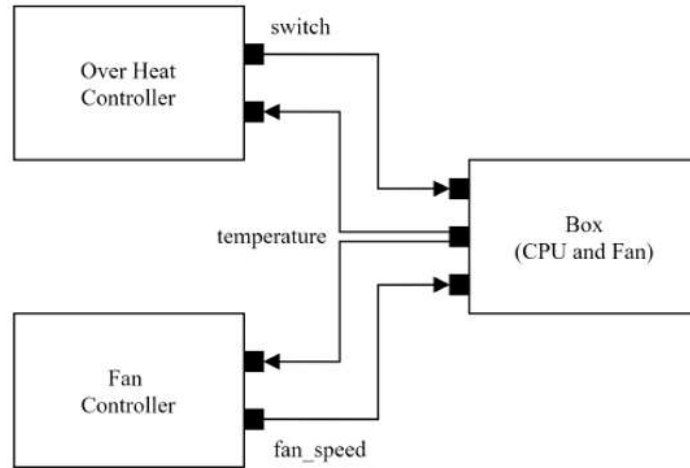 switch
Over Heat
Controller
temperature
Box
(CPU and Fan)
Fan
Controller
fan_speed